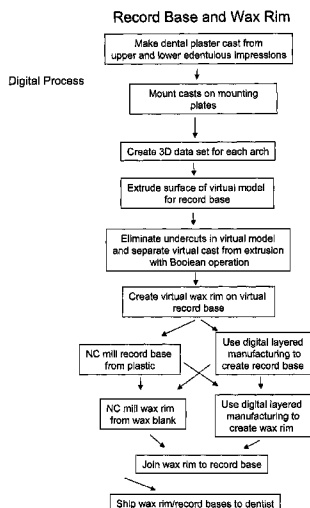 Record Base and Wax Rim
Make dental plaster cast from
upper and lower edentulous impressions
Digital Process
Mount casts on mounting
plates
Create 3D data set for each arch
Extrude surface of virtual model
for record base
Eliminate undercuts in virtual model
and separate virtual cast from extrusion
with Boolean operation
Create virtual wax rim on virtual
record base
NC mill record base
from plastic
Use digital layered
manufacturing to
create record base
NC mill wax rim
from wax blank
Use digital layered
manufacturing to
create wax rim
Join wax rim to record base
Ship wax rim/record bases to dentist